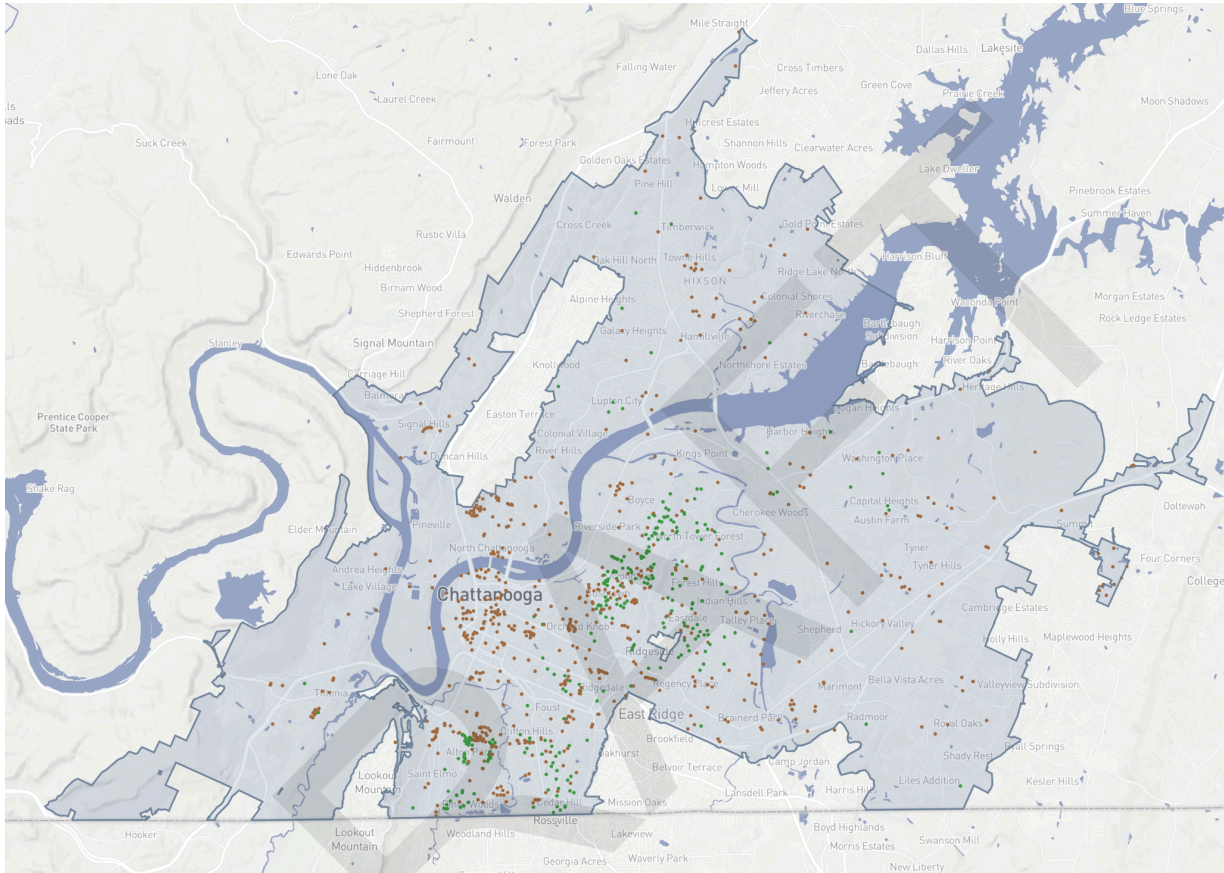 Blue Springs
Mile Straight
Dallas Hills
Lakesite
Falling Water
Cross Timbers
Lone Oak
Green Cove
Jeffery Acres
Prairie Creek
Laurel Creek
Moon Shadows
oads
Hillcrest Estates
Suck Creek
Fairmount
Forest Park
Shannon Hills
Clearwater Acres
Golden Oaks Estates
Hampton Woods
Lake Dweller
Pine Hill
Lower Mill
Pinebrook Estates
Walden
Summer Haven
Cross Creek
Timberwick
Gold Point Estates
Rustic Villa
Edwards Point
Harrison Bluff
Oak Hill North
Towne Hills
Hiddenbrook
Ridge Lake North
HIXSON
Birnam Wood
Alpine Heights
Colonial Shores
Morgan Estates
Waconda Point
Shepherd Forest
Riverchase
Rock Ledge Estates
Bartlebaugh
Subdivision
Galaxy Heights
Hamillville
Harrison Point
Stanley
Signal Mountain
River Oaks
Knollwood
Northshore Estates
Bartlebaugh
Carriage Hill
Heritage Hills
Balmoral
Lupton City
Prentice Cooper
State Park
Easton Terrace
Hogan Heights
Signal Hills
Colonial Village
Barbor Heights
River Hills
Kings Point
Duncan Hills
Washington Place
Shake Rag
Boyce
Capital Heights
Ooltewah
Cherokee Woods
Elder Mountain
Pineville
Riverside Park
Austin Farm
Summit
North Chattanooga
Tyner
Four Corners
Andrea Heights
Tyner Hills
Lake Village
Forest Hills
College
Chattanooga
Indian Hills
Cambridge Estates
Orchard Knob
Eastdale
Talley Place
Hickory Valley
Shepherd
Holly Hills
Maplewood Heights
Ridgeside
Bella Vista Acres
Tiftonia
Ridgedale
Regency Place
Marimont
Valleyview Subdivision
Foust
East Ridge
Brainerd Park
Radmoor
Royal Oaks
Clifton Hills
Brookfield
Ryall Springs
Alton Park
Oakhurst
Belvoir Terrace
Camp Jordan
Shady Rest
Lookout
Mountain
Saint Elmo
Liles Addition
Kester Hills
Lansdell Park
Harris Hills
Cedar Hill
Mission Oaks
Rossville
Hooker
Lookout
Mountain
Woodland Hills
Lakeview
Boyd Highlands
Swanson Mill
Morris Estates
Georgia Acres
Waverly Park
New Liberty
DRAFT